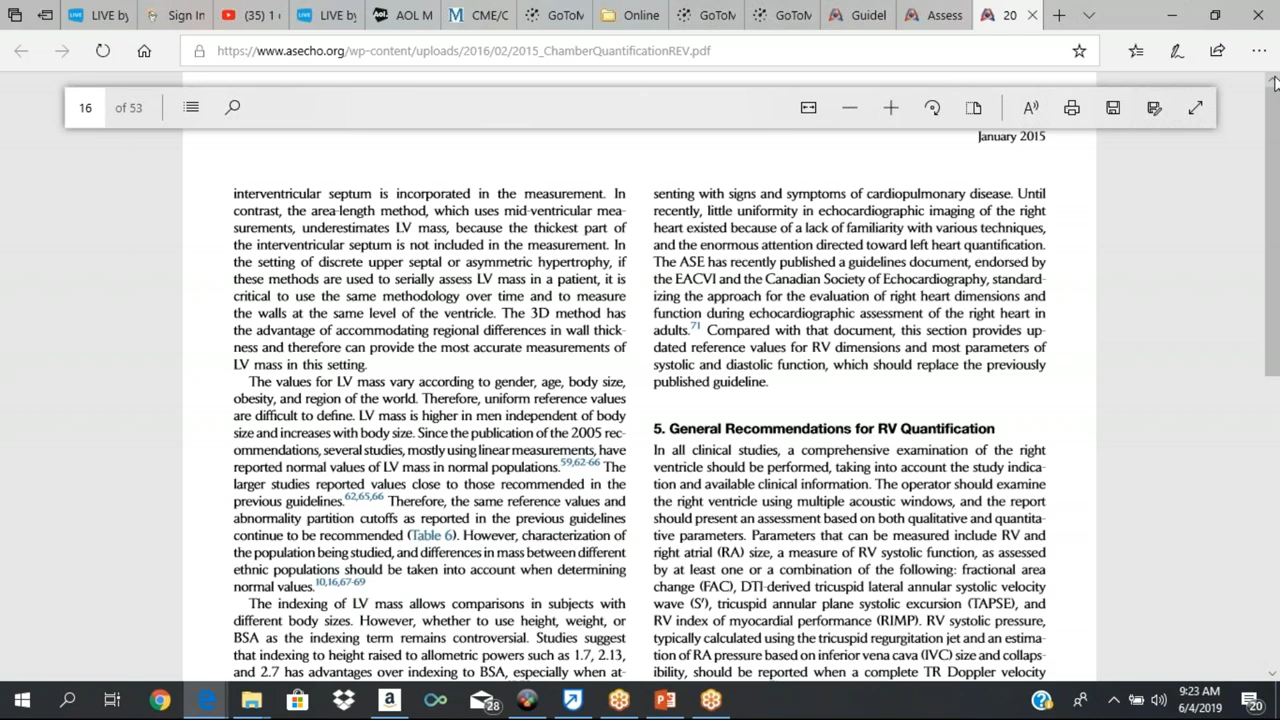 LIVE by
Sign In
(35) 1
LIVE by
Aol. AOL M
M CME/C
GoToM
Online
GoToM
GoToM
Guidel
Assess
20
https://www.asecho.org/wp-content/uploads/2016/02/2015_ChamberQuantificationREV.pdf
16 of 53
January 2015
interventricular septum is incorporated in the measurement. In
contrast, the area-length method, which uses mid-ventricular mea-
surements, underestimates LV mass, because the thickest part of
the interventricular septum is not included in the measurement. In
the setting of discrete upper septal or asymmetric hypertrophy, if
these methods are used to serially assess LV mass in a patient, it is
critical to use the same methodology over time and to measure
the walls at the same level of the ventricle. The 3D method has
the advantage of accommodating regional differences in wall thick-
ness and therefore can provide the most accurate measurements of
LV mass in this setting.
The values for LV mass vary according to gender, age, body size,
obesity, and region of the world. Therefore, uniform reference values
are difficult to define. LV mass is higher in men independent of body
size and increases with body size. Since the publication of the 2005 rec-
ommendations, several studies, mostly using linear measurements, have
reported normal values of LV mass in normal populations.59,62-66 The
larger studies reported values close to those recommended in the
previous guidelines.62,65,66 Therefore, the same reference values and
abnormality partition cutoffs as reported in the previous guidelines
continue to be recommended (Table 6). However, characterization of
the population being studied, and differences in mass between different
ethnic populations should be taken into account when determining
normal values.10,16,67-69
The indexing of LV mass allows comparisons in subjects with
different body sizes. However, whether to use height, weight, or
BSA as the indexing term remains controversial. Studies suggest
that indexing to height raised to allometric powers such as 1.7, 2.13,
and 2.7 has advantages over indexing to BSA, especially when at-
senting with signs and symptoms of cardiopulmonary disease. Until
recently, little uniformity in echocardiographic imaging of the right
heart existed because of a lack of familiarity with various techniques,
and the enormous attention directed toward left heart quantification.
The ASE has recently published a guidelines document, endorsed by
the EACVI and the Canadian Society of Echocardiography, standard-
izing the approach for the evaluation of right heart dimensions and
function during echocardiographic assessment of the right heart in
adults.71 Compared with that document, this section provides up-
dated reference values for RV dimensions and most parameters of
systolic and diastolic function, which should replace the previously
published guideline.
5. General Recommendations for RV Quantification
In all clinical studies, a comprehensive examination of the right
ventricle should be performed, taking into account the study indica-
tion and available clinical information. The operator should examine
the right ventricle using multiple acoustic windows, and the report
should present an assessment based on both qualitative and quantita-
tive parameters. Parameters that can be measured include RV and
right atrial (RA) size, a measure of RV systolic function, as assessed
by at least one or a combination of the following: fractional area
change (FAC), DTI-derived tricuspid lateral annular systolic velocity
wave (S′), tricuspid annular plane systolic excursion (TAPSE), and
RV index of myocardial performance (RIMP). RV systolic pressure,
typically calculated using the tricuspid regurgitation jet and an estima-
tion of RA pressure based on inferior vena cava (IVC) size and collaps-
ibility, should be reported when a complete TR Doppler velocity
28
9:23 AM
6/4/2019
20